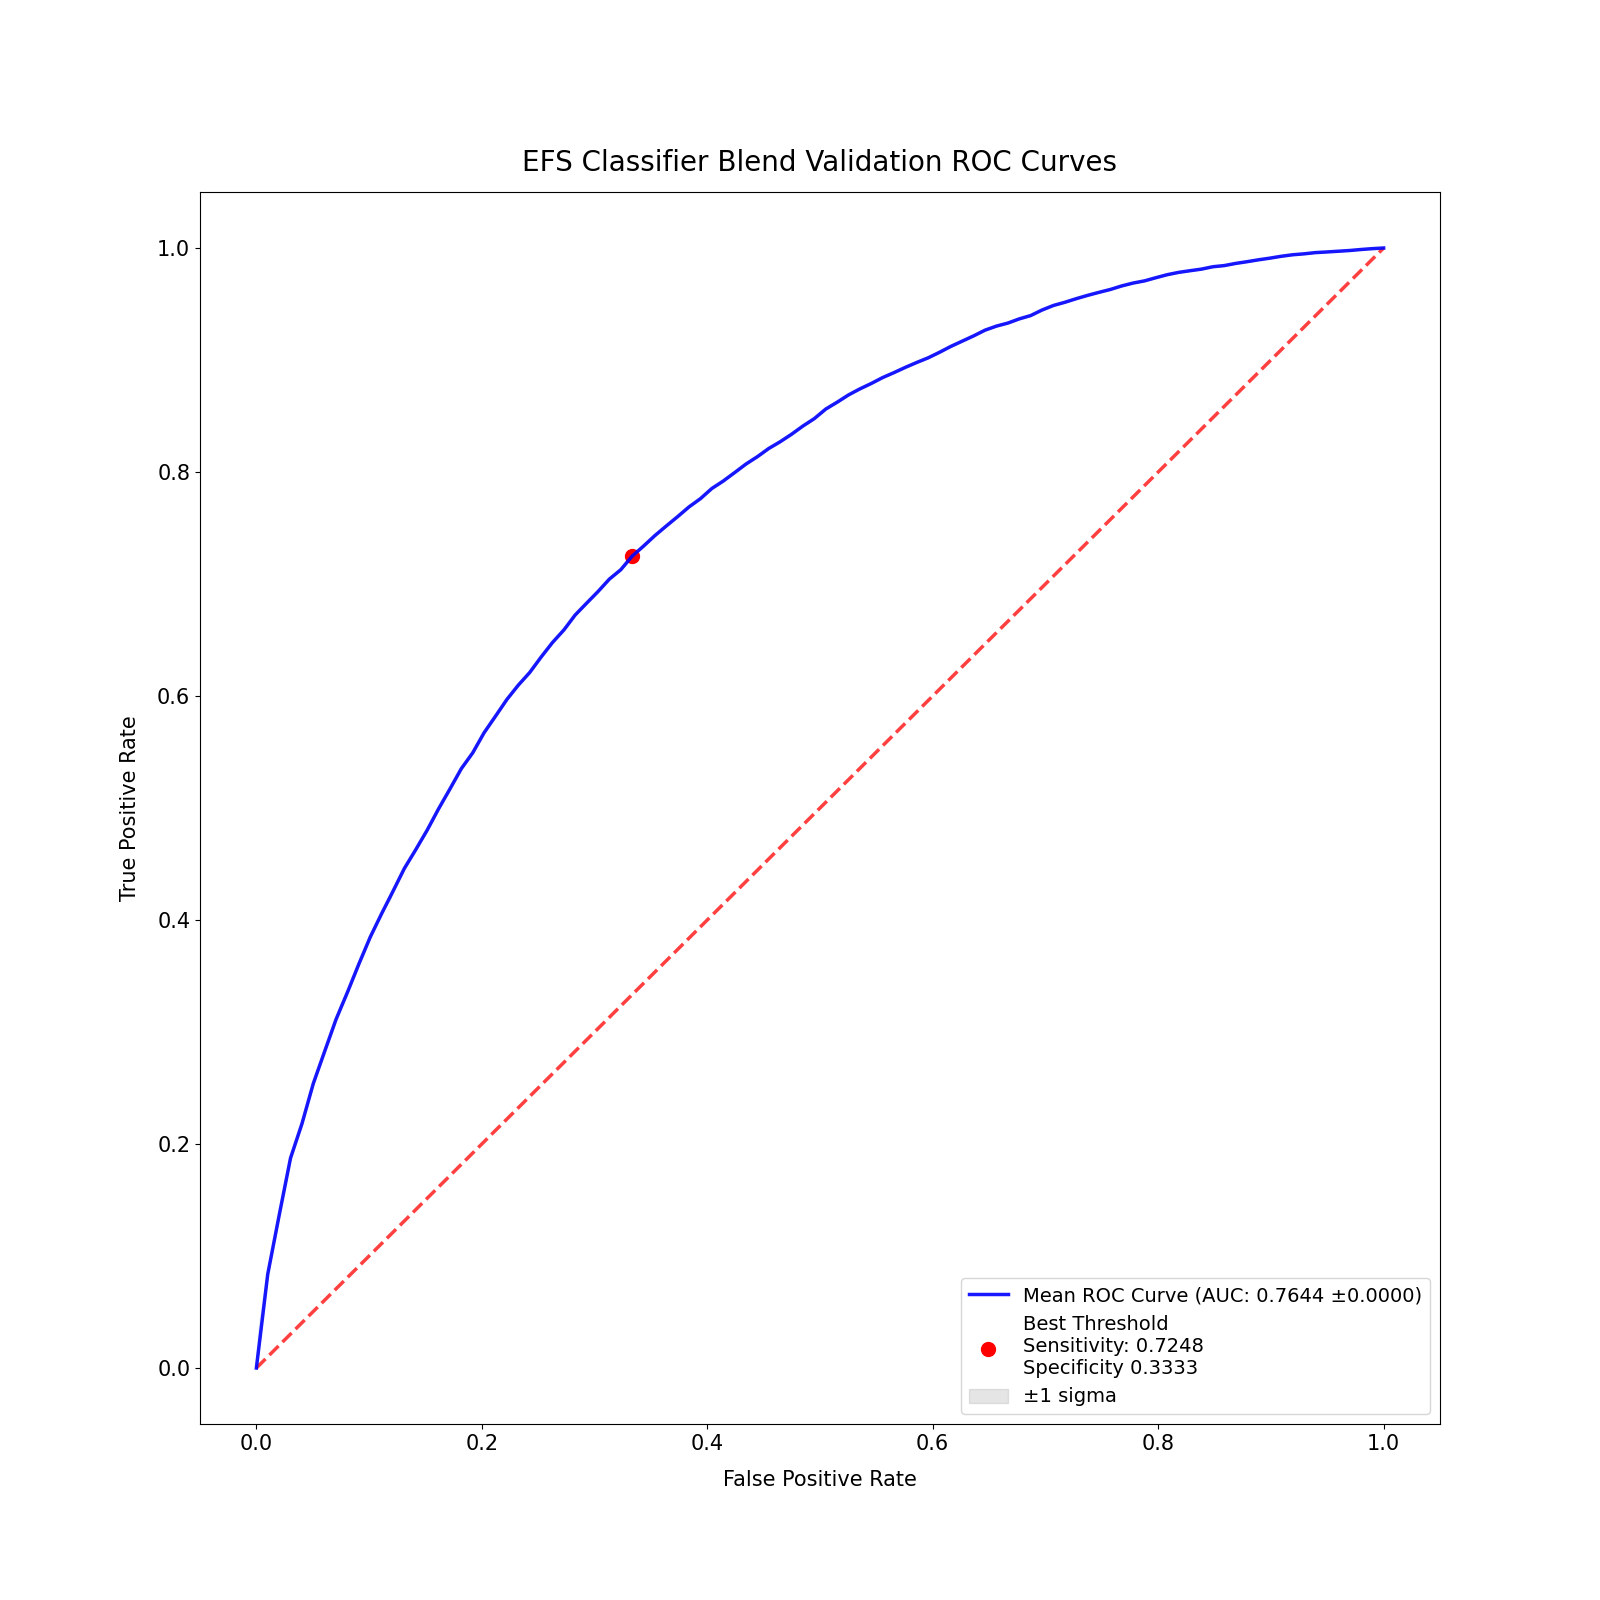 EFS Classifier Blend Validation ROC Curves
1.0
0.8
0.6
0.4
0.2
0.0
True Positive Rate
0.0 0.2 0.4 0.6 0.8 1.0
False Positive Rate
Mean ROC Curve (AUC: 0.7644 ±0.0000)
Best Threshold
Sensitivity: 0.7248
Specificity 0.3333
±1 sigma